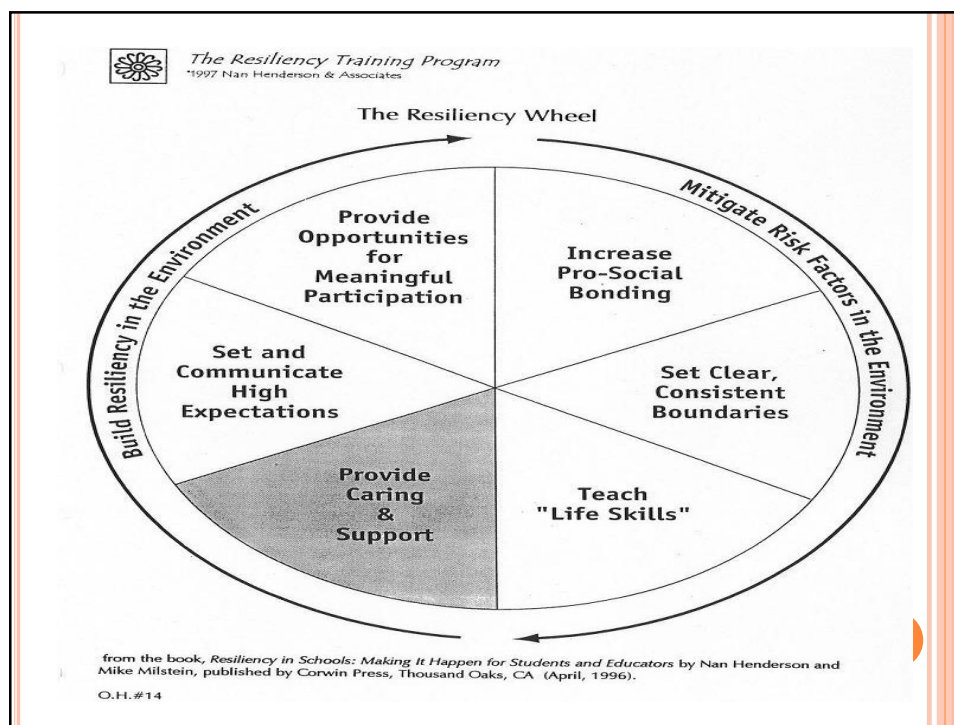 The Resiliency Training Program
*1997 Nan Henderson & Associates
The Resiliency Wheel
Build Resiliency in the Environment
Mitigate Risk Factors in the Environment
Provide
Opportunities
for
Meaningful
Participation
Increase
Pro-Social
Bonding
Set and
Communicate
High
Expectations
Set Clear,
Consistent
Boundaries
Provide
Caring
&
Support
Teach
"Life Skills"
from the book, Resiliency in Schools: Making It Happen for Students and Educators by Nan Henderson and
Mike Milstein, published by Corwin Press, Thousand Oaks, CA (April, 1996).
O.H.#14